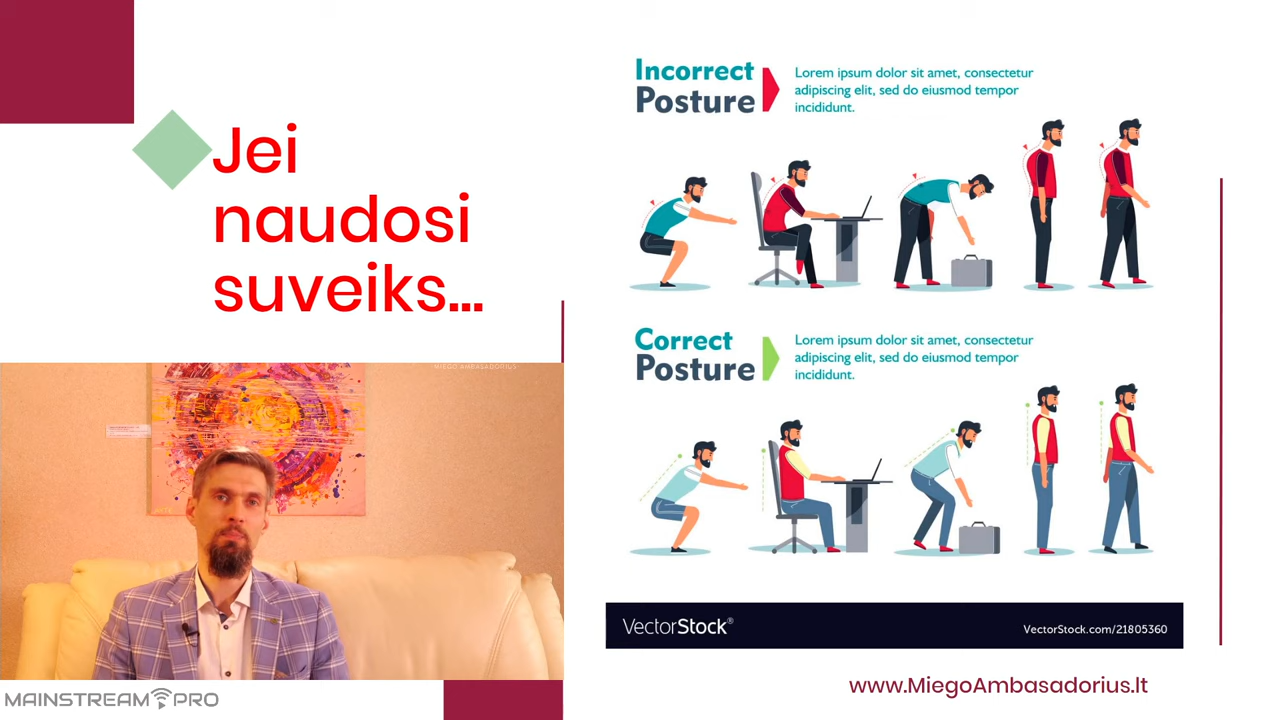 Jei
naudosi
suveiks...
Incorrect
Posture
Lorem ipsum dolor sit amet, consectetur
adipiscing elit, sed do eiusmod tempor
incididunt.
Correct
Posture
Lorem ipsum dolor sit amet, consectetur
adipiscing elit, sed do eiusmod tempor
incididunt.
MIEGO AMBASADORIUS
VectorStock®
VectorStock.com/21805360
www.MiegoAmbasadorius.lt
MAINSTREAM PRO